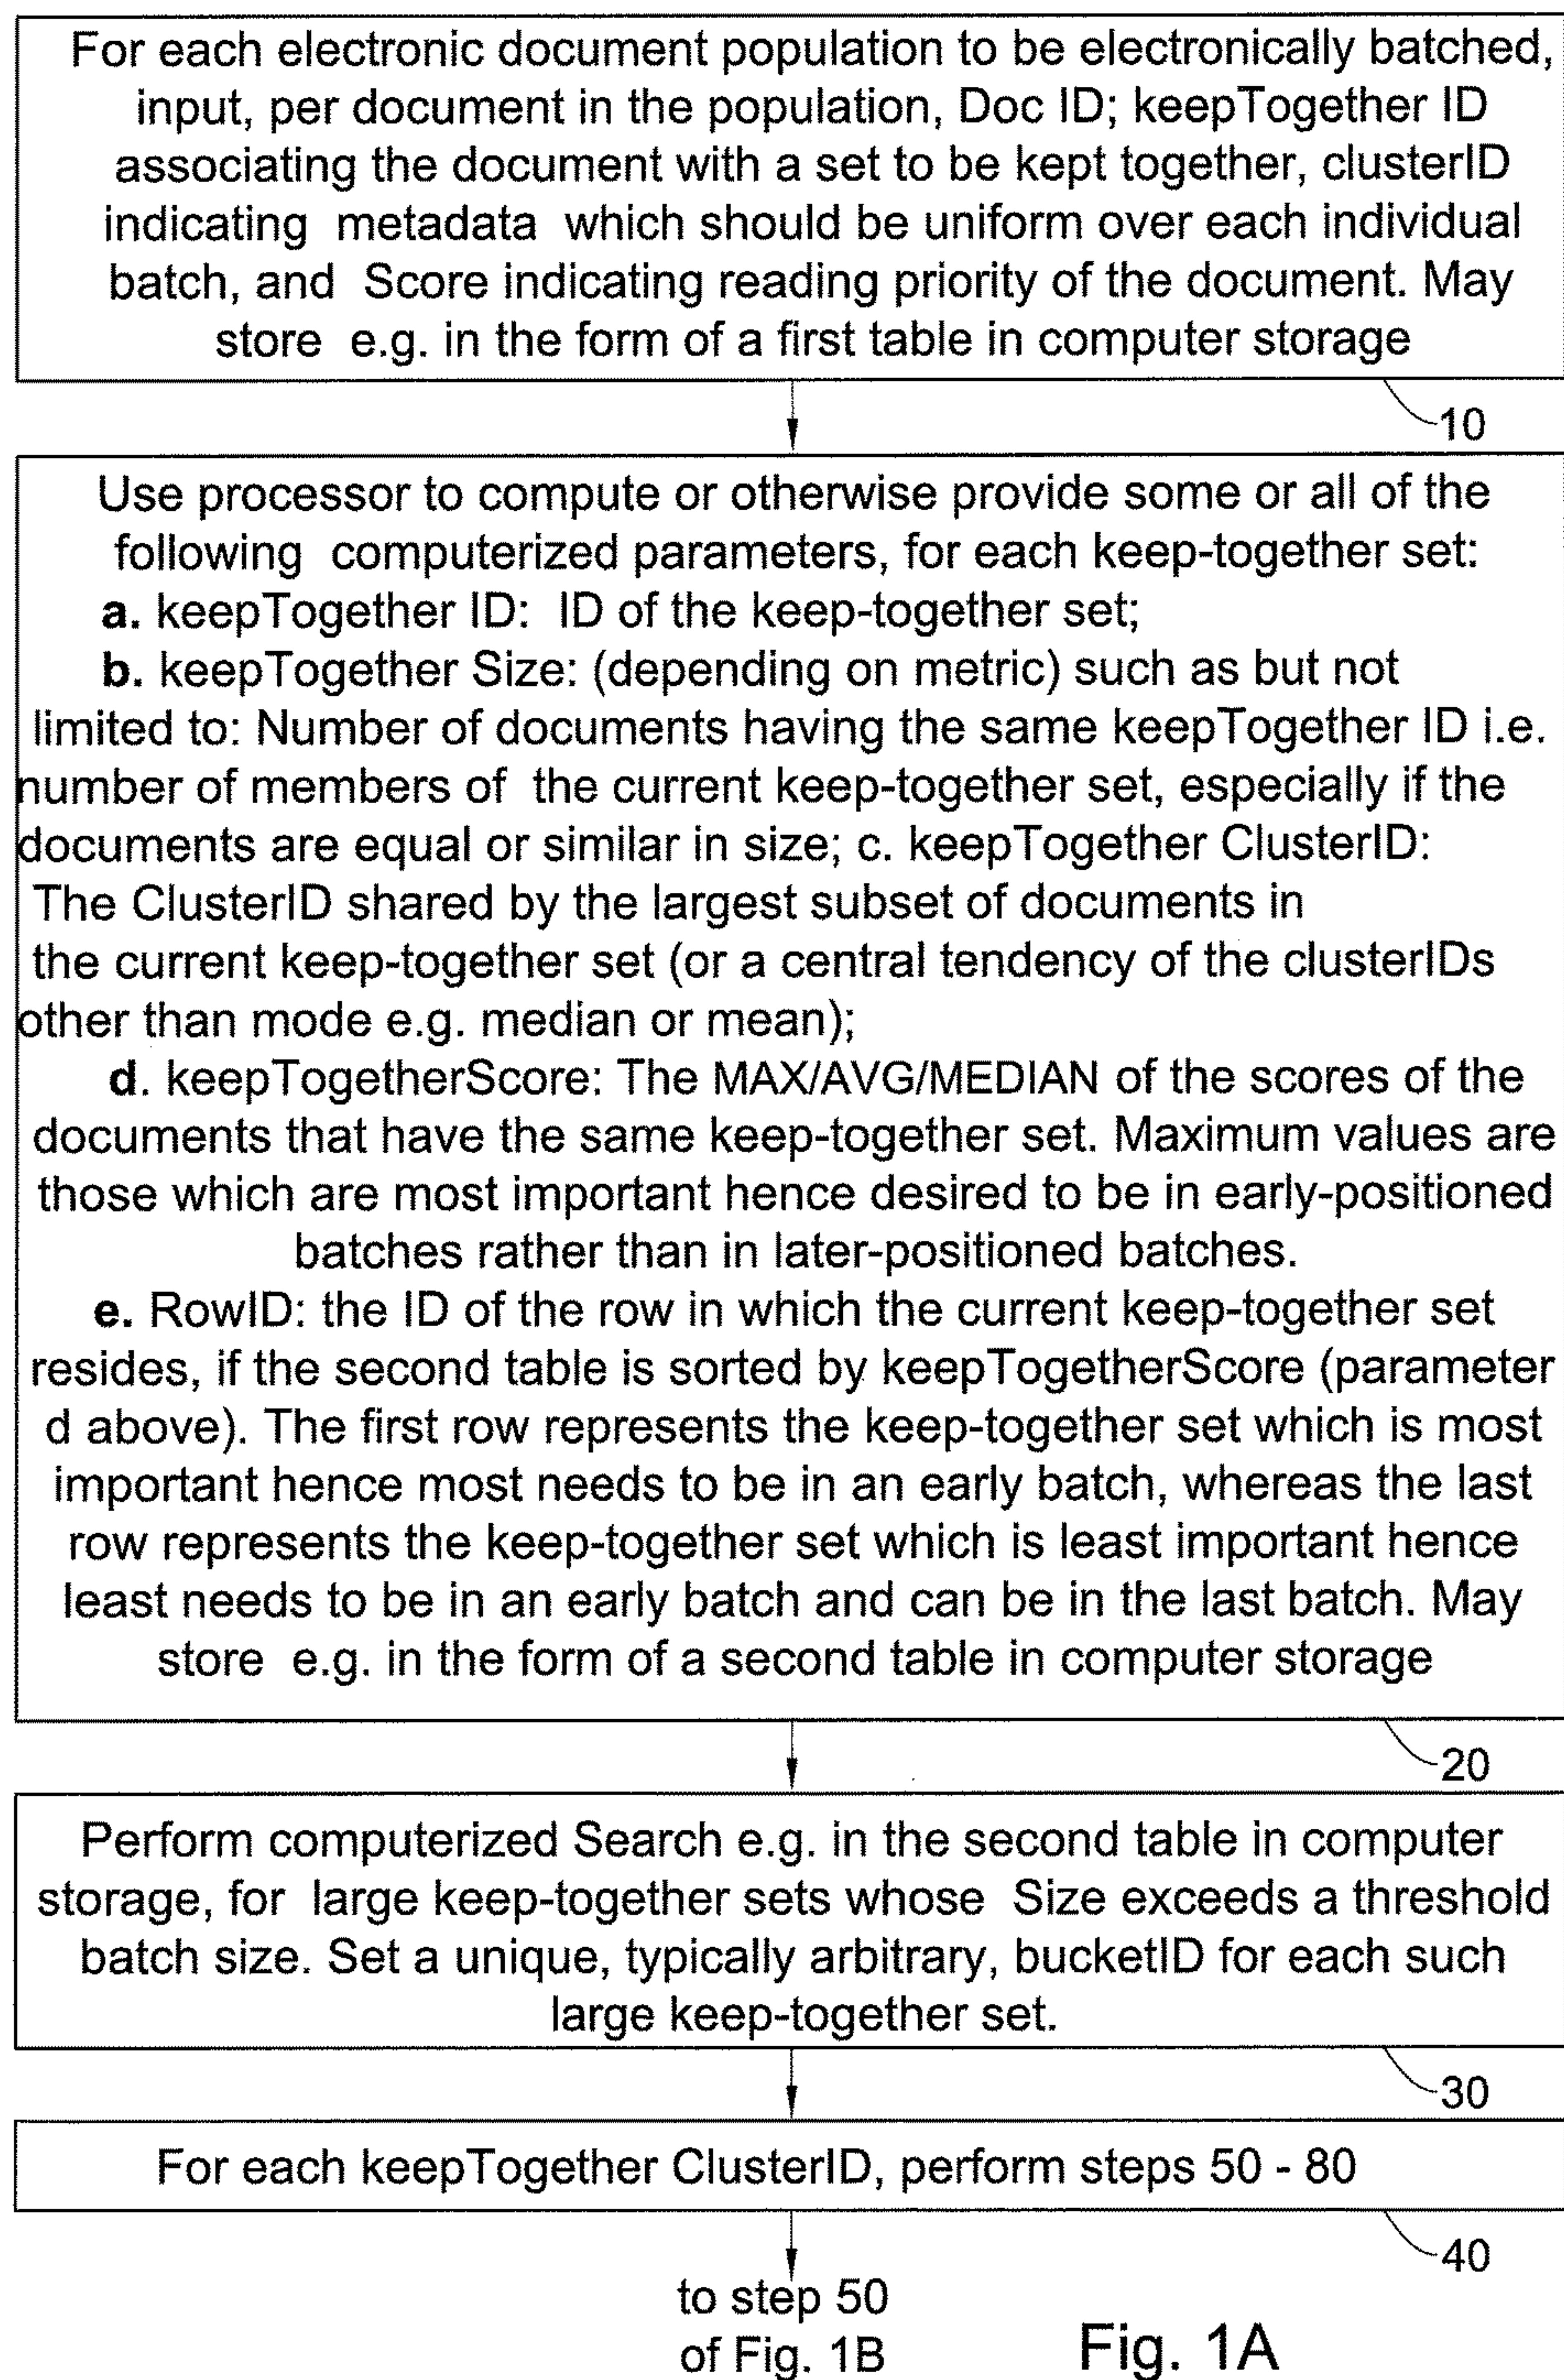 For each electronic document population to be electronically batched,
input, per document in the population, Doc ID; keepTogether ID
associating the document with a set to be kept together, clusterID
indicating metadata which should be uniform over each individual
batch, and Score indicating reading priority of the document. May
store e.g. in the form of a first table in computer storage
10
Use processor to compute or otherwise provide some or all of the
following computerized parameters, for each keep-together set:
a. keepTogether ID: ID of the keep-together set;
b. keepTogether Size: (depending on metric) such as but not
limited to: Number of documents having the same keepTogether ID i.e.
number of members of the current keep-together set, especially if the
documents are equal or similar in size; c. keepTogether ClusterID:
The ClusterID shared by the largest subset of documents in
the current keep-together set (or a central tendency of the clusterIDs
other than mode e.g. median or mean);
d. keepTogetherScore: The MAX/AVG/MEDIAN of the scores of the
documents that have the same keep-together set. Maximum values are
those which are most important hence desired to be in early-positioned
batches rather than in later-positioned batches.
e. RowID: the ID of the row in which the current keep-together set
resides, if the second table is sorted by keepTogetherScore (parameter
d above). The first row represents the keep-together set which is most
important hence most needs to be in an early batch, whereas the last
row represents the keep-together set which is least important hence
least needs to be in an early batch and can be in the last batch. May
store e.g. in the form of a second table in computer storage
20
Perform computerized Search e.g. in the second table in computer
storage, for large keep-together sets whose Size exceeds a threshold
batch size. Set a unique, typically arbitrary, bucketID for each such
large keep-together set.
30
For each keepTogether ClusterID, perform steps 50 - 80
40
to step 50
of Fig. 1B
Fig. 1A